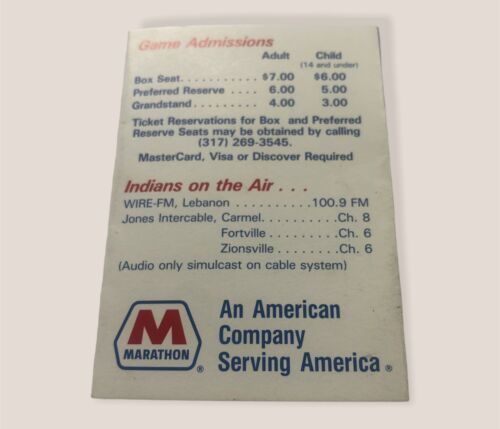 Game Admissions
Adult Child
(14 and under)
Box Seat. . . . . . . . . . . $7.00 $6.00
Preferred Reserve . . . . 6.00 5.00
Grandstand . . . . . . . . . 4.00 3.00
Ticket Reservations for Box and Preferred
Reserve Seats may be obtained by calling
(317) 269-3545.
MasterCard, Visa or Discover Required
Indians on the Air . . .
WIRE-FM, Lebanon . . . . . . . . . . 100.9 FM
Jones Intercable, Carmel. . . . . . . . . . Ch. 8
Fortville . . . . . . . . . Ch. 6
Zionsville . . . . . . . . Ch. 6
(Audio only simulcast on cable system)
M
MARATHON ®
An American
Company
Serving America ®